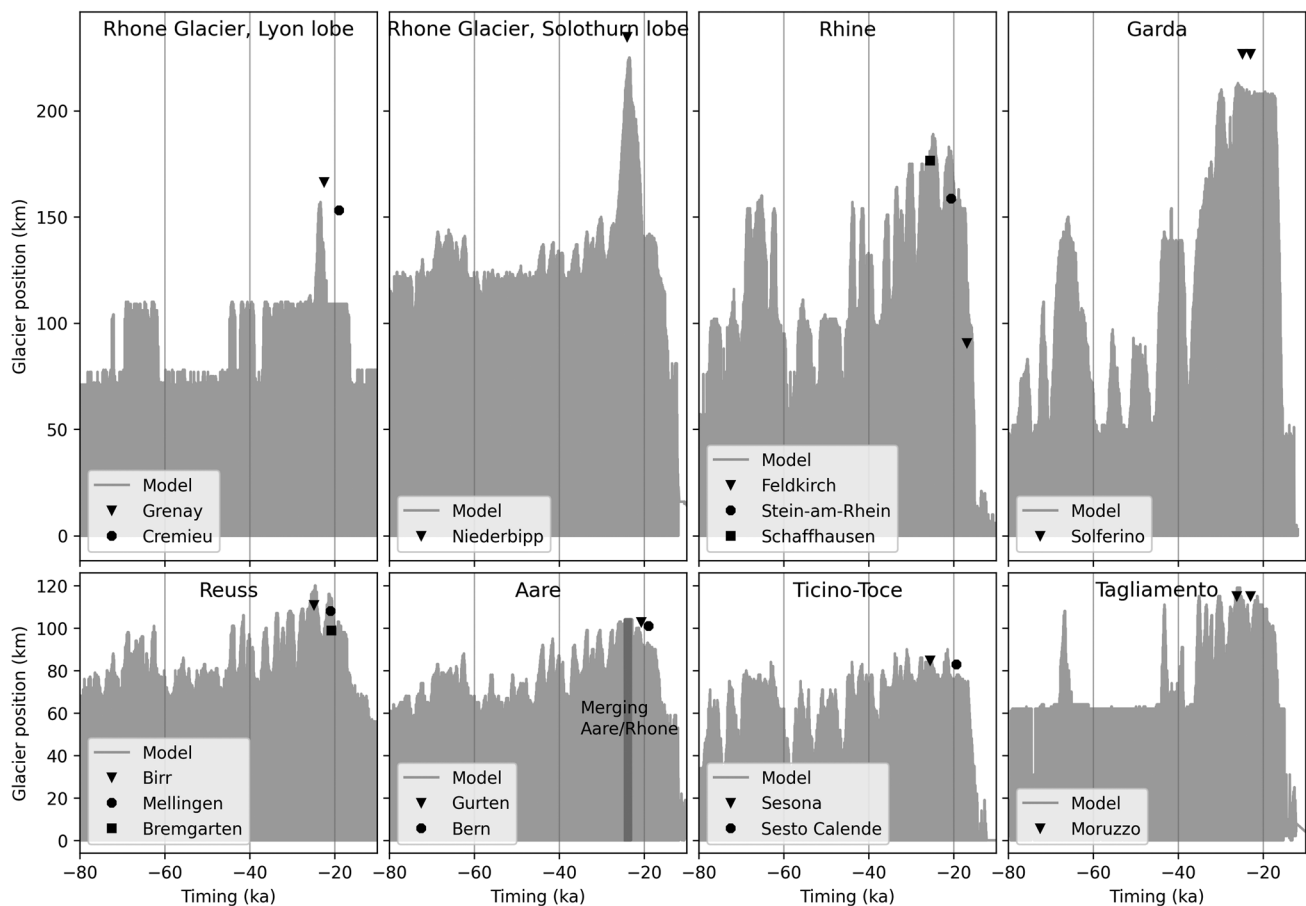 Rhone Glacier, Lyon lobe
Rhone Glacier, Solothurn lobe
Rhine
Garda
Glacier position (km)
200
150
100
50
0
Model
Grenay
Cremieu
Model
Niederbipp
Model
Feldkirch
Stein-am-Rhein
Schaffhausen
Model
Solferino
Reuss
Aare
Ticino-Toce
Tagliamento
Glacier position (km)
120
100
80
60
40
20
0
Merging
Aare/Rhone
Model
Birr
Mellingen
Bremgarten
Model
Gurten
Bern
Model
Sesona
Sesto Calende
Model
Moruzzo
−80 −60 −40 −20 −80 −60 −40 −20 −80 −60 −40 −20 −80 −60 −40 −20
Timing (ka) Timing (ka) Timing (ka) Timing (ka)